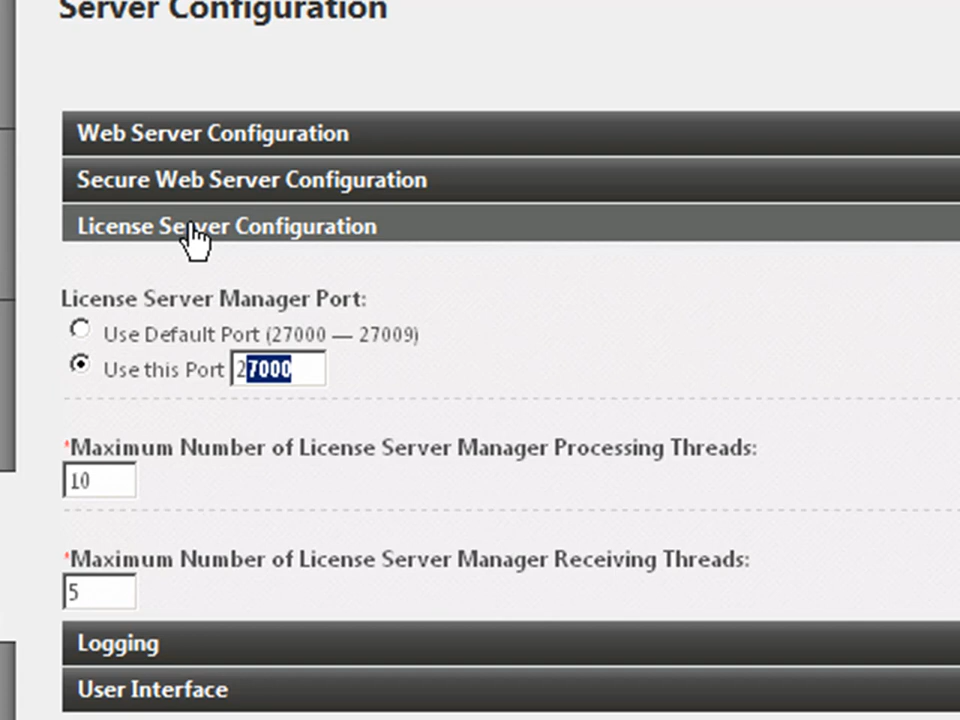 Server Configuration
Web Server Configuration
Secure Web Server Configuration
License Server Configuration
License Server Manager Port:
Use Default Port (27000 — 27009)
Use this Port 27000
*Maximum Number of License Server Manager Processing Threads:
10
*Maximum Number of License Server Manager Receiving Threads:
5
Logging
User Interface